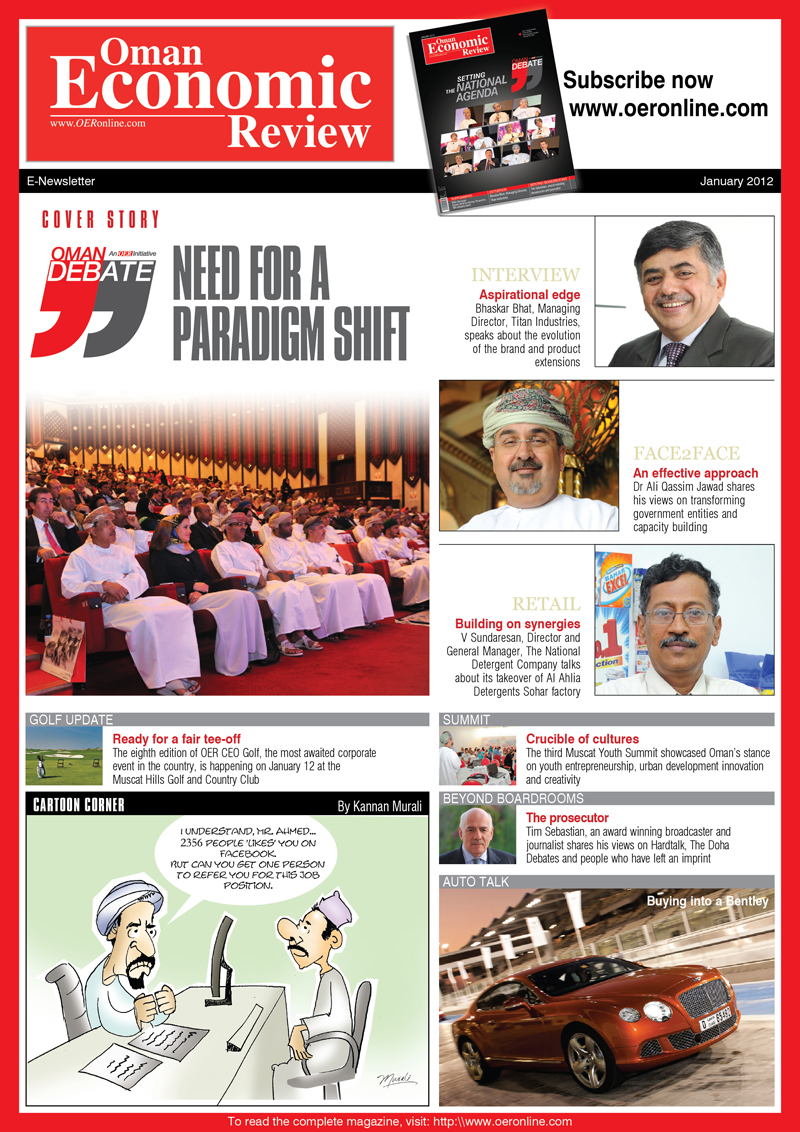 Oman
Economic
Review
www.OERonline.com
Oman
Economic
Review
SETTING
THE NATIONAL
AGENDA
OMAN
DEBATE
Subscribe now
www.oeronline.com
E-Newsletter
January 2012
COVER STORY
OMAN An OER Initiative
DEBATE
NEED FOR A
PARADIGM SHIFT
INTERVIEW
Aspirational edge
Bhaskar Bhat, Managing
Director, Titan Industries,
speaks about the evolution
of the brand and product
extensions
FACE2FACE
An effective approach
Dr Ali Qassim Jawad shares
his views on transforming
government entities and
capacity building
RETAIL
Building on synergies
V Sundaresan, Director and
General Manager, The National
Detergent Company talks
about its takeover of Al Ahlia
Detergents Sohar factory
BAHAR
EXCEL
o.1
ction
GOLF UPDATE
Ready for a fair tee-off
The eighth edition of OER CEO Golf, the most awaited corporate
event in the country, is happening on January 12 at the
Muscat Hills Golf and Country Club
SUMMIT
Crucible of cultures
The third Muscat Youth Summit showcased Oman's stance
on youth entrepreneurship, urban development innovation
and creativity
CARTOON CORNER
By Kannan Murali
I UNDERSTAND, MR. AHMED...
2356 PEOPLE 'LIKES' YOU ON
FACEBOOK.
BUT CAN YOU GET ONE PERSON
TO REFER YOU FOR THIS JOB
POSITION.
Murali
BEYOND BOARDROOMS
The prosecutor
Tim Sebastian, an award winning broadcaster and
journalist shares his views on Hardtalk, The Doha
Debates and people who have left an imprint
AUTO TALK
Buying into a Bentley
To read the complete magazine, visit: http:\\www.oeronline.com